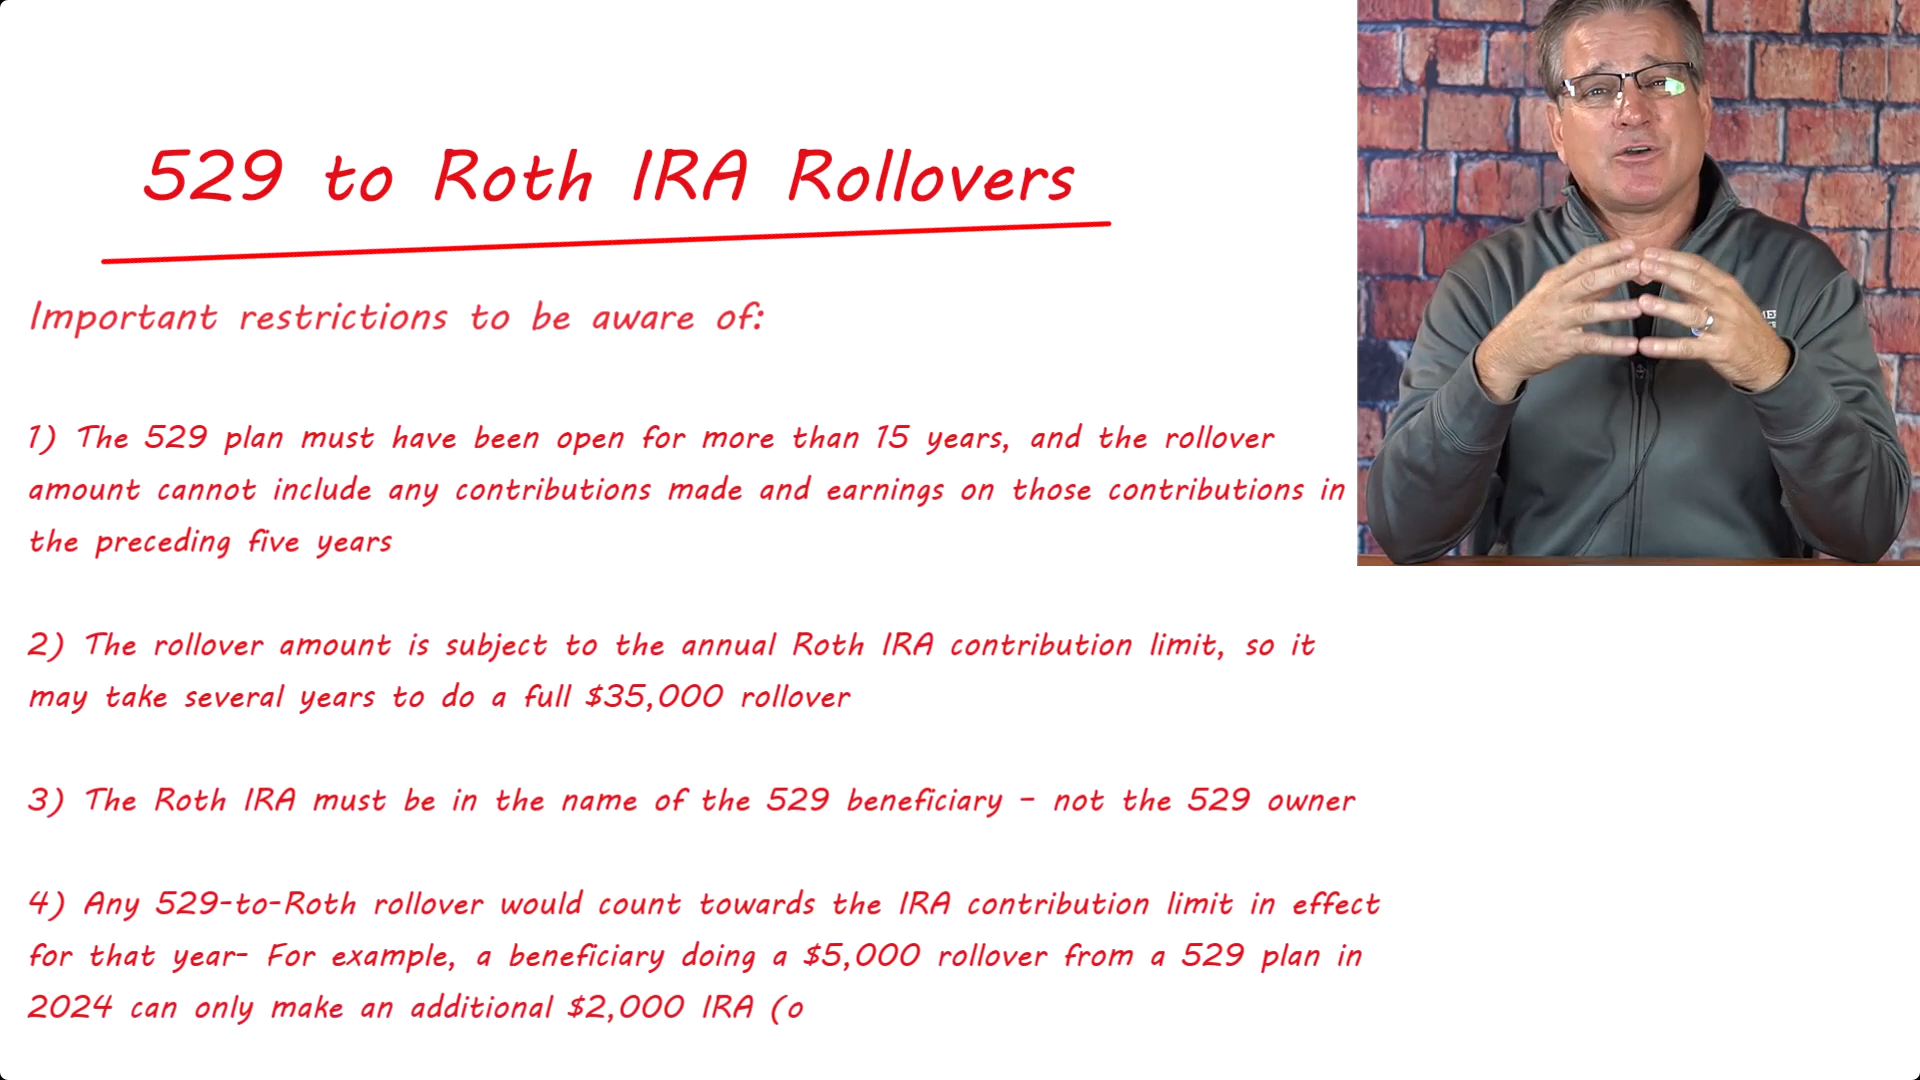 529 to Roth IRA Rollovers
Important restrictions to be aware of:
1) The 529 plan must have been open for more than 15 years, and the rollover
amount cannot include any contributions made and earnings on those contributions in
the preceding five years
2) The rollover amount is subject to the annual Roth IRA contribution limit, so it
may take several years to do a full $35,000 rollover
3) The Roth IRA must be in the name of the 529 beneficiary - not the 529 owner
4) Any 529-to-Roth rollover would count towards the IRA contribution limit in effect
for that year- For example, a beneficiary doing a $5,000 rollover from a 529 plan in
2024 can only make an additional $2,000 IRA (o